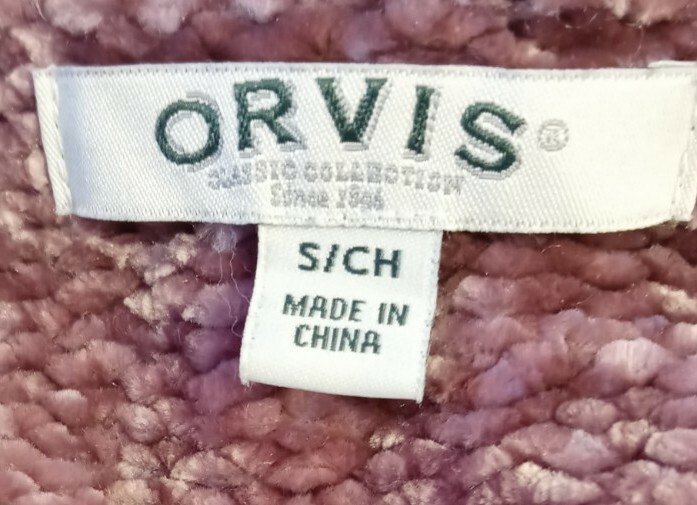 ORVIS®
CLASSIC COLLECTION
Since 1856
S/CH
MADE IN
CHINA